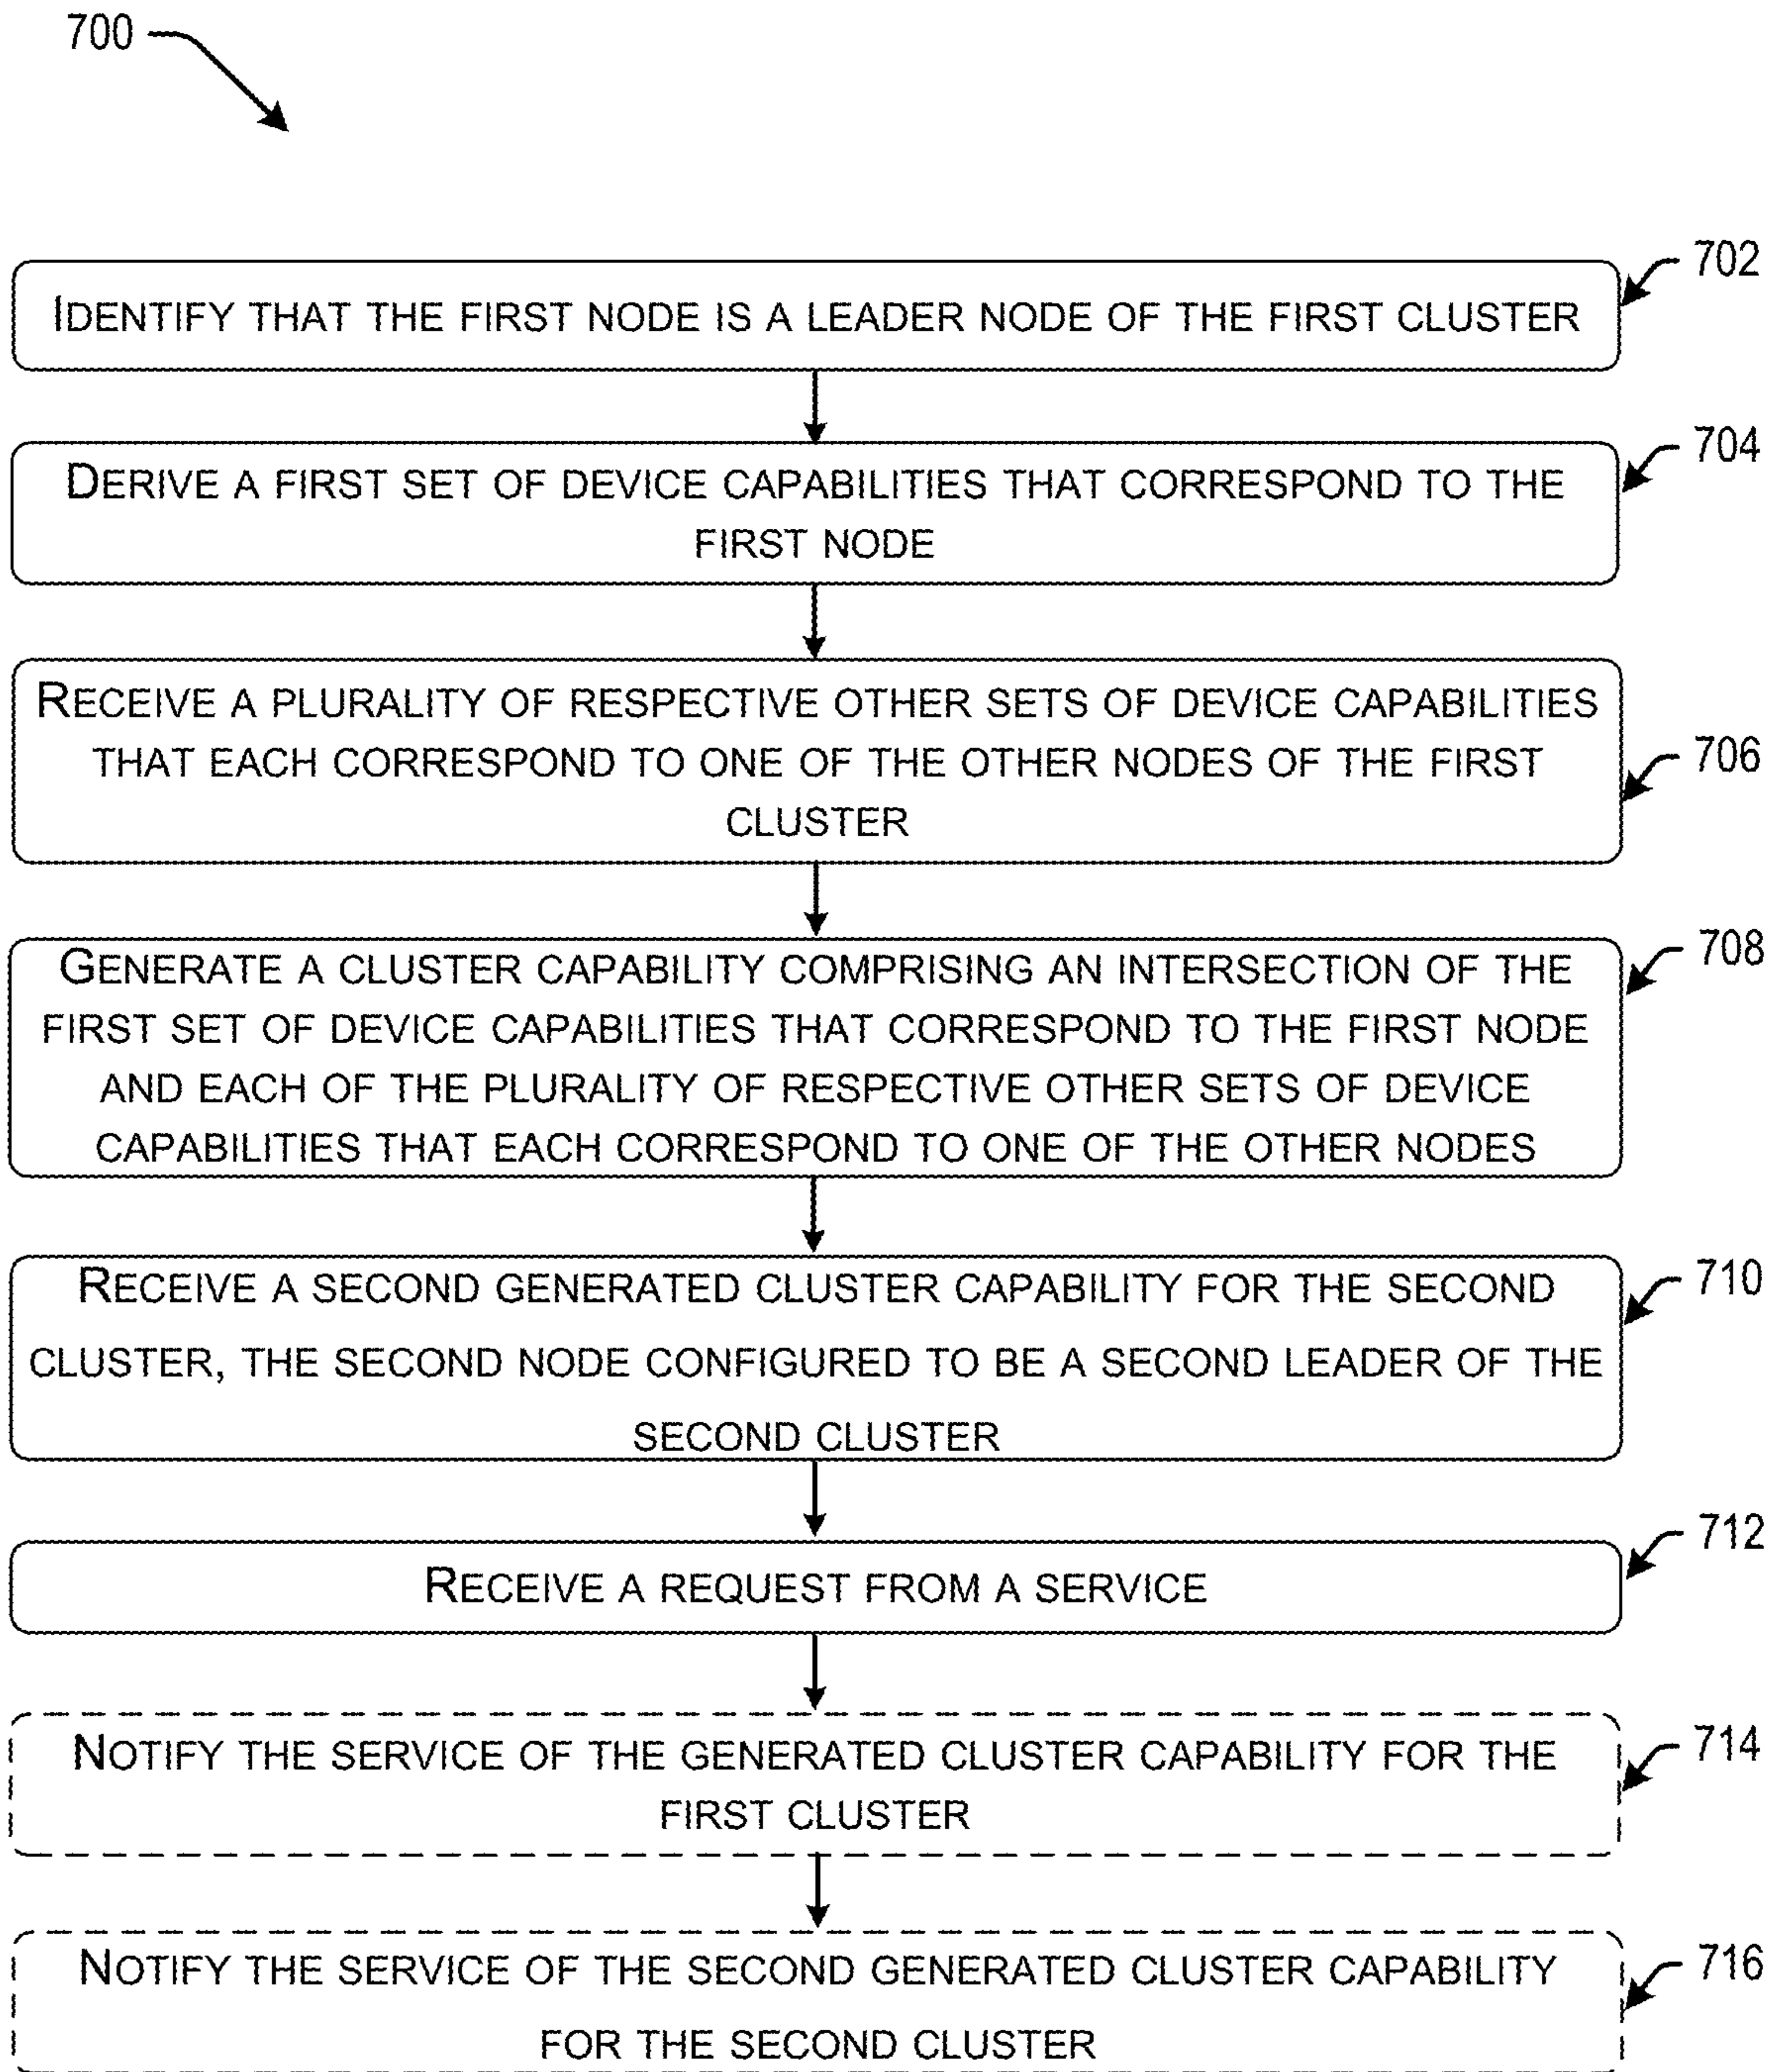 700
702
IDENTIFY THAT THE FIRST NODE IS A LEADER NODE OF THE FIRST CLUSTER
704
DERIVE A FIRST SET OF DEVICE CAPABILITIES THAT CORRESPOND TO THE
FIRST NODE
RECEIVE A PLURALITY OF RESPECTIVE OTHER SETS OF DEVICE CAPABILITIES
THAT EACH CORRESPOND TO ONE OF THE OTHER NODES OF THE FIRST
706
CLUSTER
708
GENERATE A CLUSTER CAPABILITY COMPRISING AN INTERSECTION OF THE
FIRST SET OF DEVICE CAPABILITIES THAT CORRESPOND TO THE FIRST NODE
AND EACH OF THE PLURALITY OF RESPECTIVE OTHER SETS OF DEVICE
CAPABILITIES THAT EACH CORRESPOND TO ONE OF THE OTHER NODES
710
RECEIVE A SECOND GENERATED CLUSTER CAPABILITY FOR THE SECOND
CLUSTER, THE SECOND NODE CONFIGURED TO BE A SECOND LEADER OF THE
SECOND CLUSTER
712
RECEIVE A REQUEST FROM A SERVICE
714
NOTIFY THE SERVICE OF THE GENERATED CLUSTER CAPABILITY FOR THE
FIRST CLUSTER
716
NOTIFY THE SERVICE OF THE SECOND GENERATED CLUSTER CAPABILITY
FOR THE SECOND CLUSTER